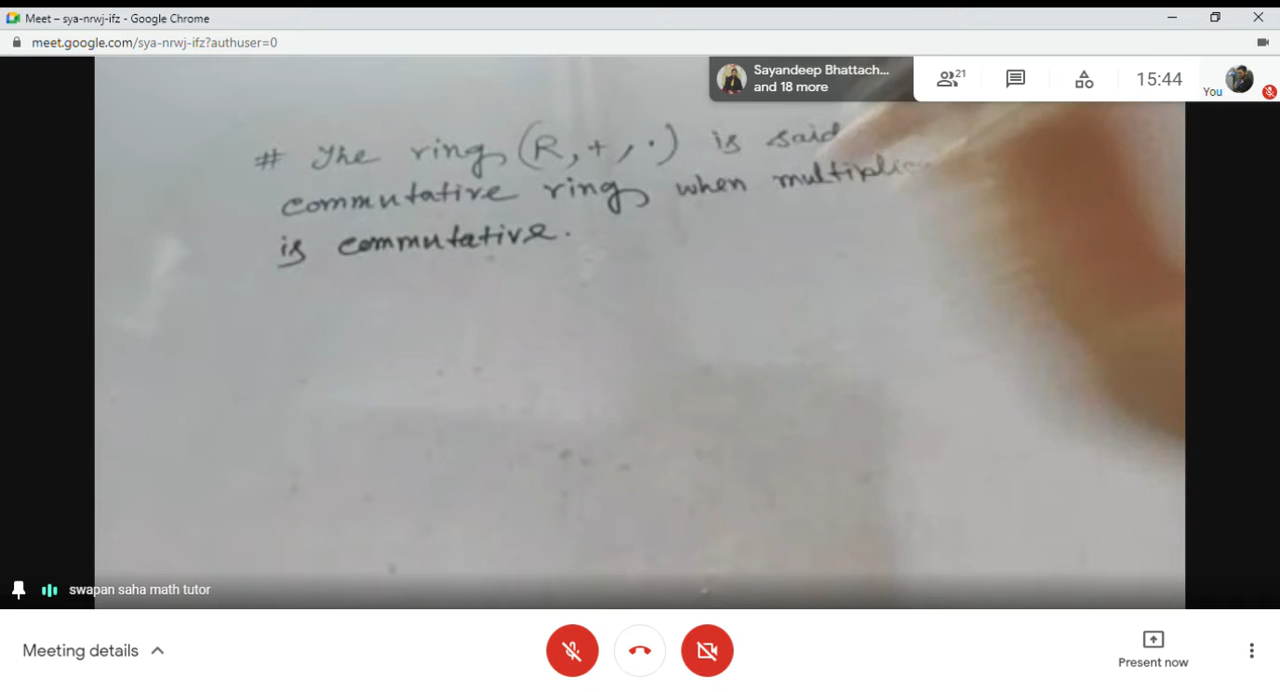 Meet – sya-nrwj-ifz - Google Chrome
meet.google.com/sya-nrwj-ifz?authuser=0
Sayandeep Bhattach...
and 18 more
21
15:44
You
# The ring (R, +, ·) is said
commutative ring when multiplic
is commutative.
swapan saha math tutor
Meeting details
Present now